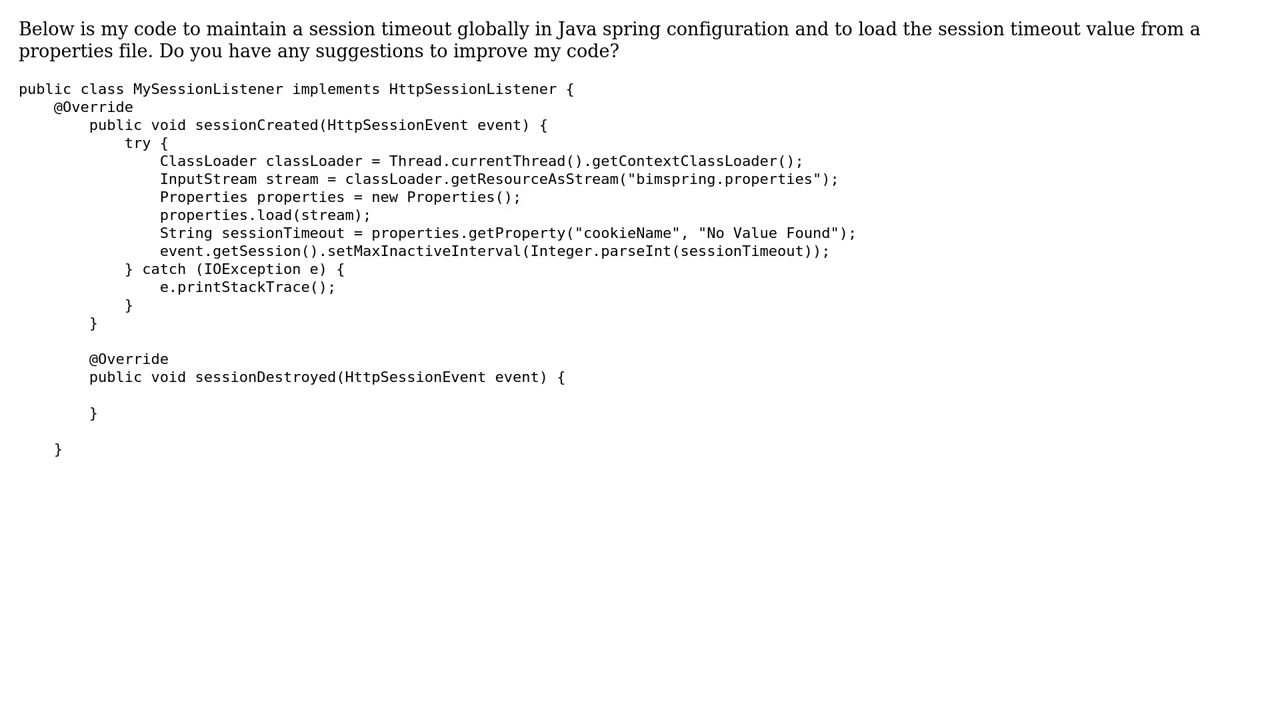 Below is my code to maintain a session timeout globally in Java spring configuration and to load the session timeout value from a
properties file. Do you have any suggestions to improve my code?
public class MySessionListener implements HttpSessionListener {
    @Override
        public void sessionCreated(HttpSessionEvent event) {
            try {
                ClassLoader classLoader = Thread.currentThread().getContextClassLoader();
                InputStream stream = classLoader.getResourceAsStream("bimspring.properties");
                Properties properties = new Properties();
                properties.load(stream);
                String sessionTimeout = properties.getProperty("cookieName", "No Value Found");
                event.getSession().setMaxInactiveInterval(Integer.parseInt(sessionTimeout));
            } catch (IOException e) {
                e.printStackTrace();
            }
        }
        @Override
        public void sessionDestroyed(HttpSessionEvent event) {
        }
    }